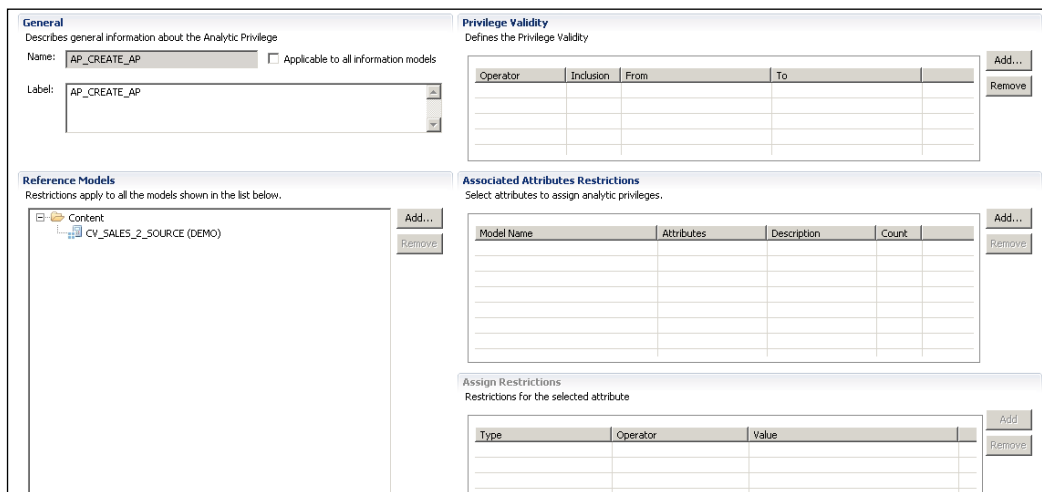 General
Describes general information about the Analytic Privilege
Name: AP_CREATE_AP Applicable to all information models
Label: AP_CREATE_AP
Privilege Validity
Defines the Privilege Validity
Operator Inclusion From To
Add...
Remove
Reference Models
Restrictions apply to all the models shown in the list below.
Content
CV_SALES_2_SOURCE (DEMO)
Add...
Remove
Associated Attributes Restrictions
Select attributes to assign analytic privileges.
Model Name Attributes Description Count
Add...
Remove
Assign Restrictions
Restrictions for the selected attribute
Type Operator Value
Add
Remove